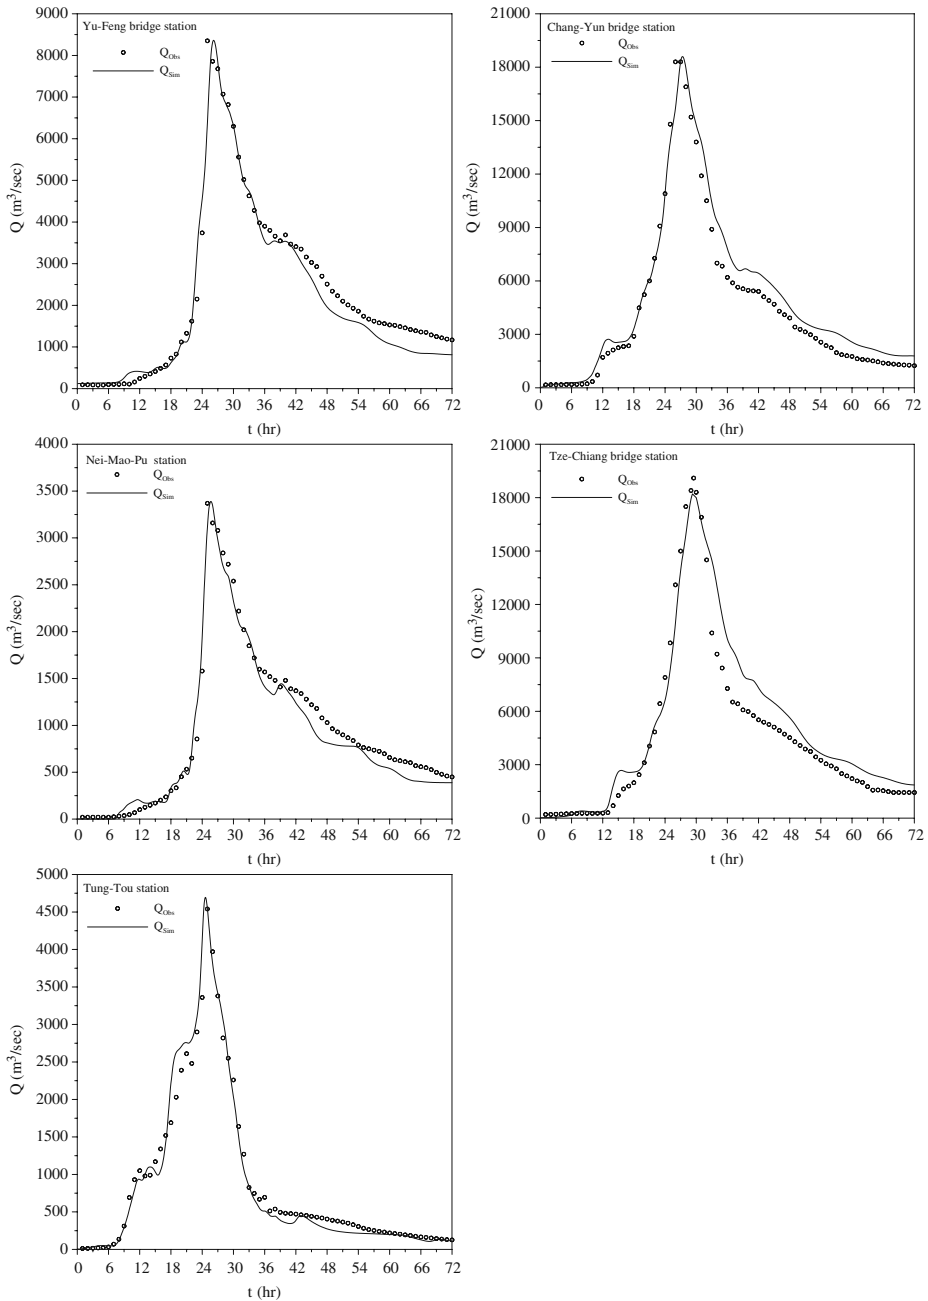 Yu-Feng bridge station
Q_Obs
Q_Sim
9000
8000
7000
6000
5000
4000
3000
2000
1000
0
Q (m³/sec)
0 6 12 18 24 30 36 42 48 54 60 66 72
t (hr)
Chang-Yun bridge station
Q_Obs
Q_Sim
21000
18000
15000
12000
9000
6000
3000
0
Q (m³/sec)
0 6 12 18 24 30 36 42 48 54 60 66 72
t (hr)
Nei-Mao-Pu station
Q_Obs
Q_Sim
4000
3500
3000
2500
2000
1500
1000
500
0
Q (m³/sec)
0 6 12 18 24 30 36 42 48 54 60 66 72
t (hr)
Tze-Chiang bridge station
Q_Obs
Q_Sim
21000
18000
15000
12000
9000
6000
3000
0
Q (m³/sec)
0 6 12 18 24 30 36 42 48 54 60 66 72
t (hr)
Tung-Tou station
Q_Obs
Q_Sim
5000
4500
4000
3500
3000
2500
2000
1500
1000
500
0
Q (m³/sec)
0 6 12 18 24 30 36 42 48 54 60 66 72
t (hr)